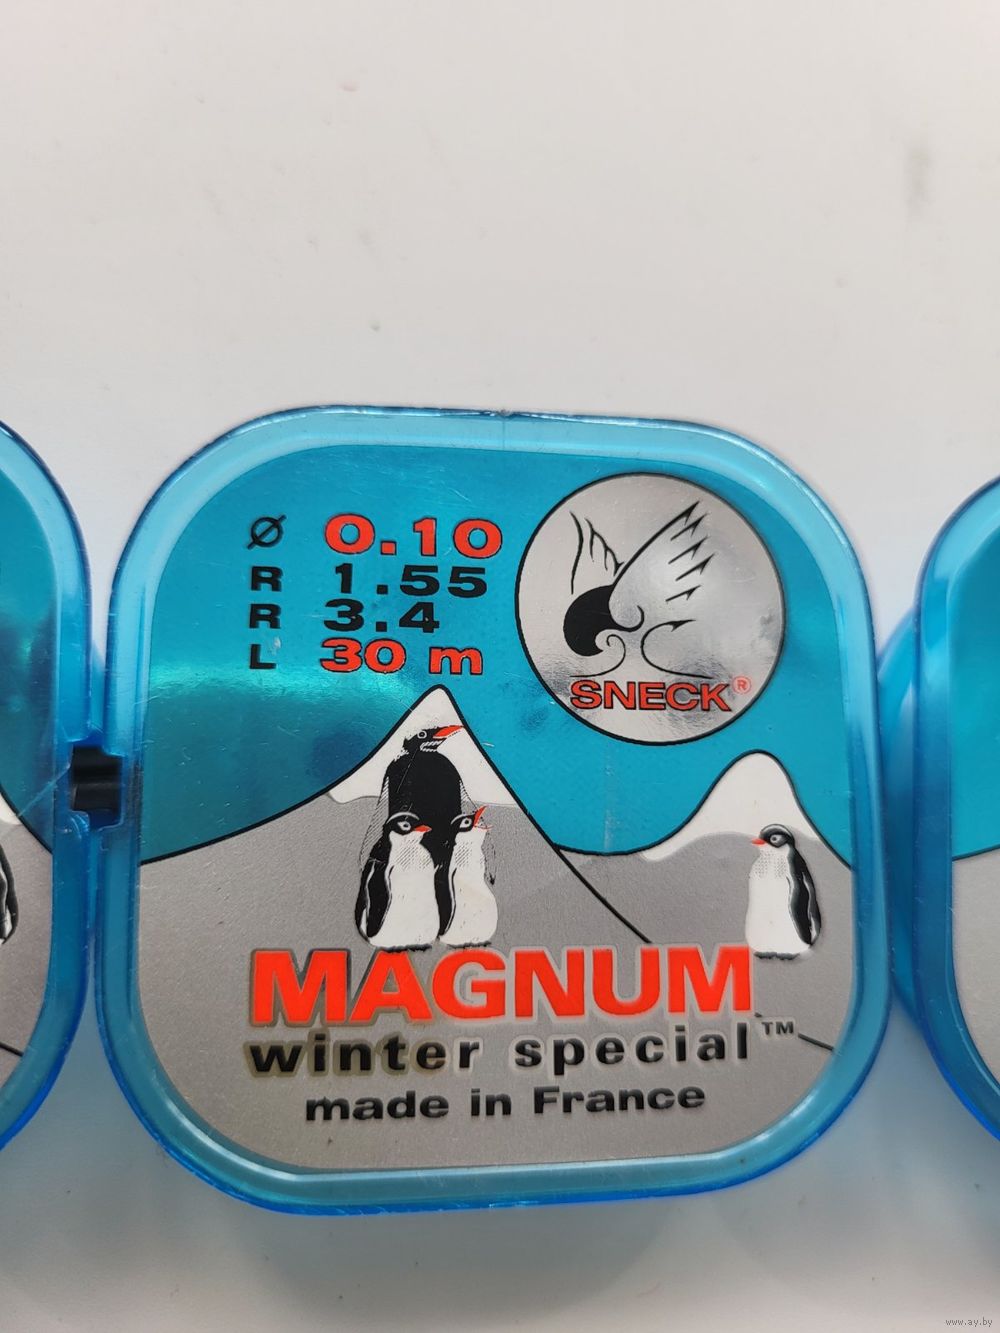 Ø 0.10
R 1.55
R 3.4
L 30 m
SNECK®
MAGNUM
winter special™
made in France
www.ay.by